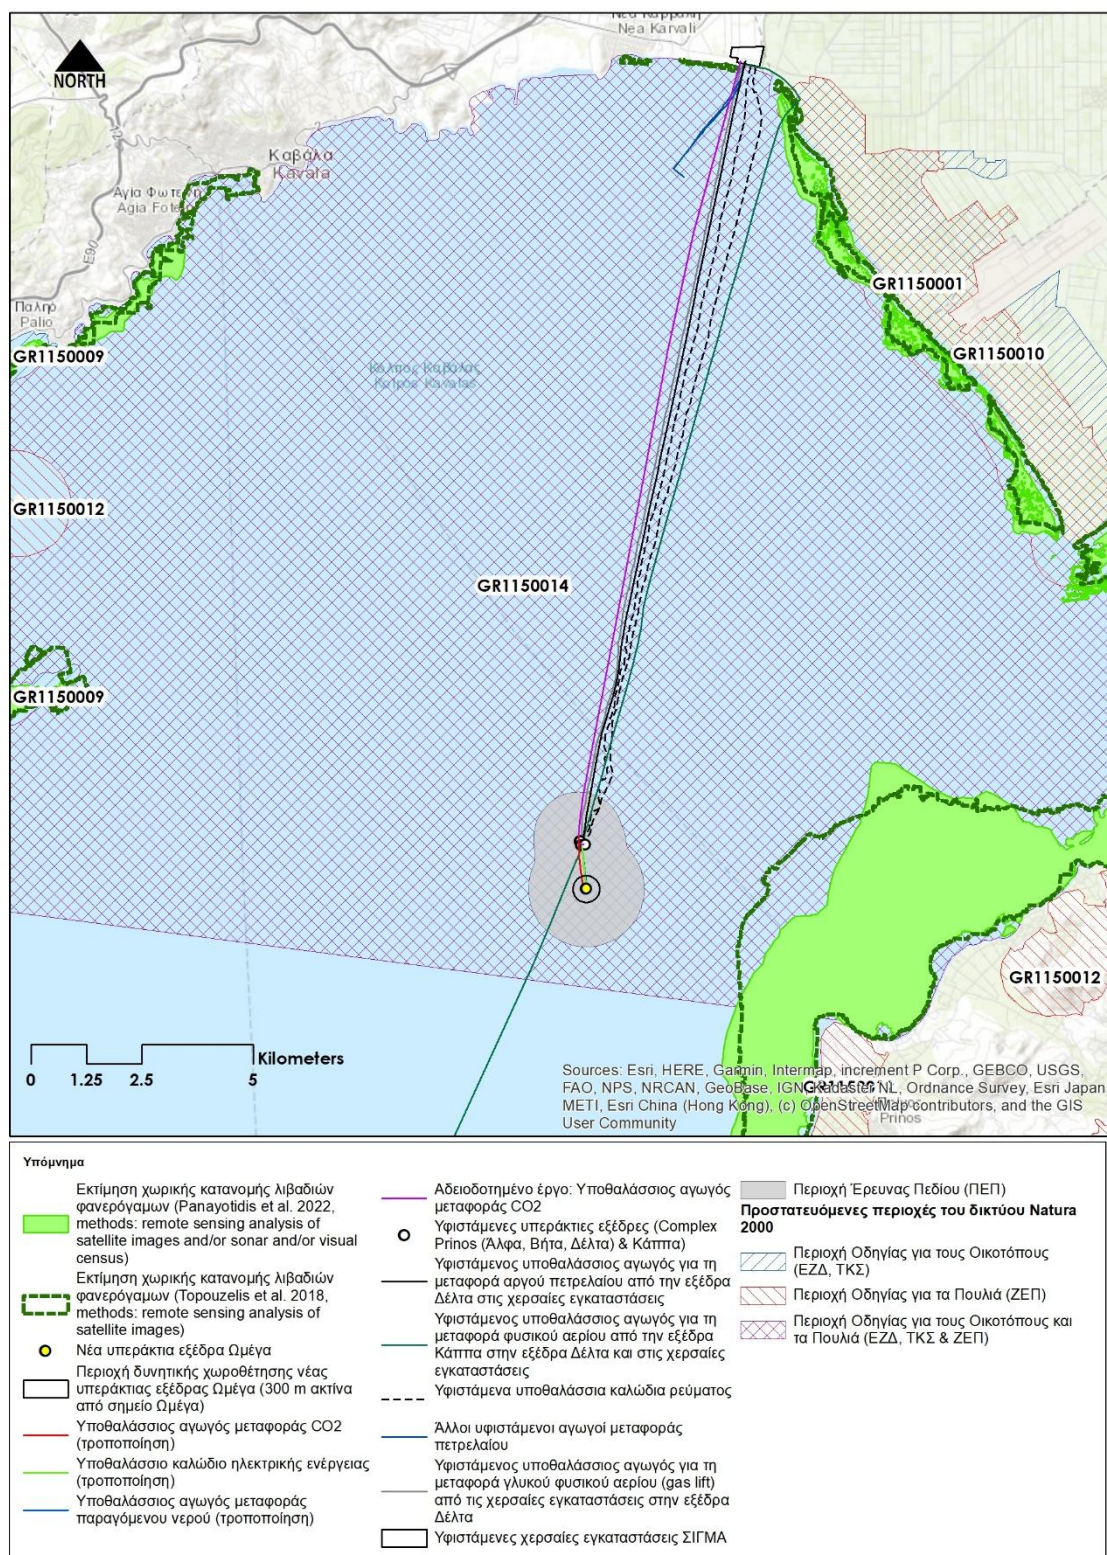 Νέα Καρβάλη
Nea Karvali
NORTH
Καβάλα
Kavala
Αγία Φωτεινή
Agia Fotei
E90
Παληό
Palio
GR1150001
GR1150010
GR1150009
Κόλπος Καβάλας
Kolpos Kavalas
GR1150012
GR1150014
GR1150009
GR1150012
Kilometers
0 1.25 2.5 5
Sources: Esri, HERE, Garmin, Intermap, increment P Corp., GEBCO, USGS,
FAO, NPS, NRCAN, GeoBase, IGN, Kadaster NL, Ordnance Survey, Esri Japan,
METI, Esri China (Hong Kong), (c) OpenStreetMap contributors, and the GIS
User Community
Prinos
Υπόμνημα
Εκτίμηση χωρικής κατανομής λιβαδιών
φανερόγαμων (Panayotidis et al. 2022,
methods: remote sensing analysis of
satellite images and/or sonar and/or visual
census)
Εκτίμηση χωρικής κατανομής λιβαδιών
φανερόγαμων (Topouzelis et al. 2018,
methods: remote sensing analysis of
satellite images)
Νέα υπεράκτια εξέδρα Ωμέγα
Περιοχή δυνητικής χωροθέτησης νέας
υπεράκτιας εξέδρας Ωμέγα (300 m ακτίνα
από σημείο Ωμέγα)
Υποθαλάσσιος αγωγός μεταφοράς CO2
(τροποποίηση)
Υποθαλάσσιο καλώδιο ηλεκτρικής ενέργειας
(τροποποίηση)
Υποθαλάσσιος αγωγός μεταφοράς
παραγόμενου νερού (τροποποίηση)
Αδειοδοτημένο έργο: Υποθαλάσσιος αγωγός
μεταφοράς CO2
Υφιστάμενες υπεράκτιες εξέδρες (Complex
Prinos (Άλφα, Βήτα, Δέλτα) & Κάππα)
Υφιστάμενος υποθαλάσσιος αγωγός για τη
μεταφορά αργού πετρελαίου από την εξέδρα
Δέλτα στις χερσαίες εγκαταστάσεις
Υφιστάμενος υποθαλάσσιος αγωγός για τη
μεταφορά φυσικού αερίου από την εξέδρα
Κάππα στην εξέδρα Δέλτα και στις χερσαίες
εγκαταστάσεις
Υφιστάμενα υποθαλάσσια καλώδια ρεύματος
Άλλοι υφιστάμενοι αγωγοί μεταφοράς
πετρελαίου
Υφιστάμενος υποθαλάσσιος αγωγός για τη
μεταφορά γλυκού φυσικού αερίου (gas lift)
από τις χερσαίες εγκαταστάσεις στην εξέδρα
Δέλτα
Υφιστάμενες χερσαίες εγκαταστάσεις ΣΙΓΜΑ
Περιοχή Έρευνας Πεδίου (ΠΕΠ)
Προστατευόμενες περιοχές του δικτύου Natura
2000
Περιοχή Οδηγίας για τους Οικοτόπους
(ΕΖΔ, ΤΚΣ)
Περιοχή Οδηγίας για τα Πουλιά (ΖΕΠ)
Περιοχή Οδηγίας για τους Οικοτόπους και
τα Πουλιά (ΕΖΔ, ΤΚΣ & ΖΕΠ)